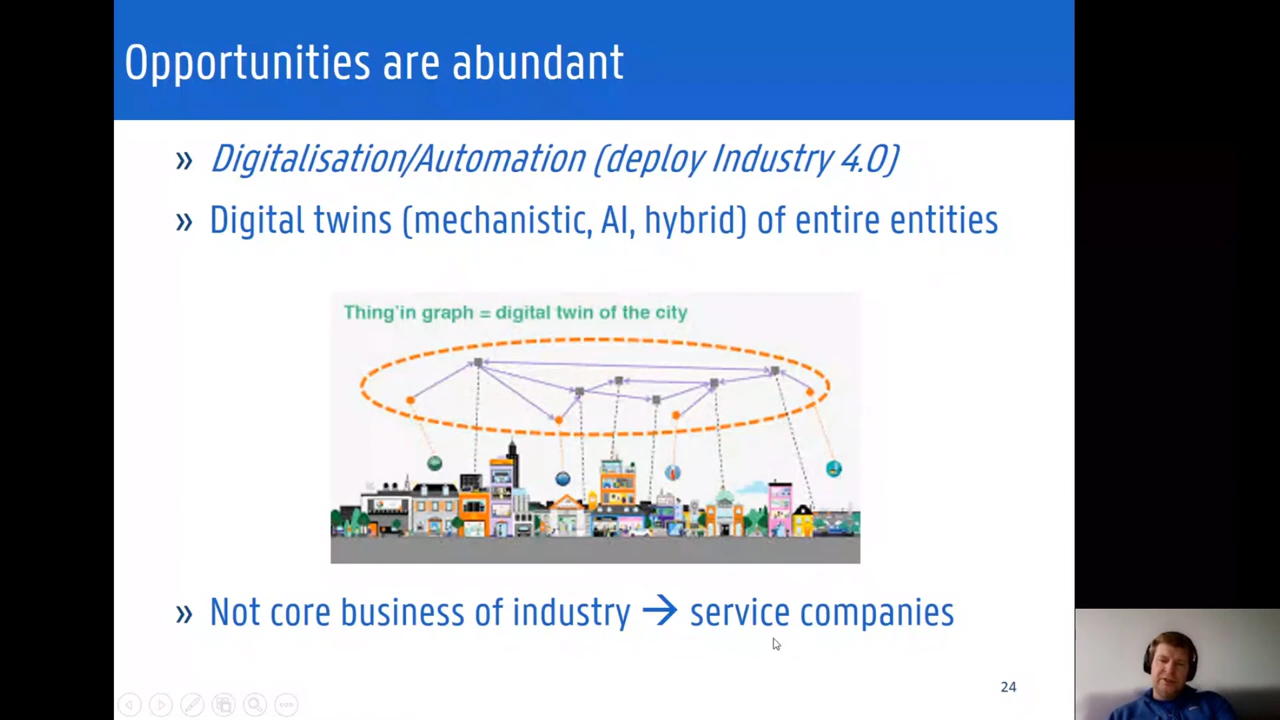 Opportunities are abundant
» Digitalisation/Automation (deploy Industry 4.0)
» Digital twins (mechanistic, AI, hybrid) of entire entities
Thing'in graph = digital twin of the city
» Not core business of industry → service companies
24